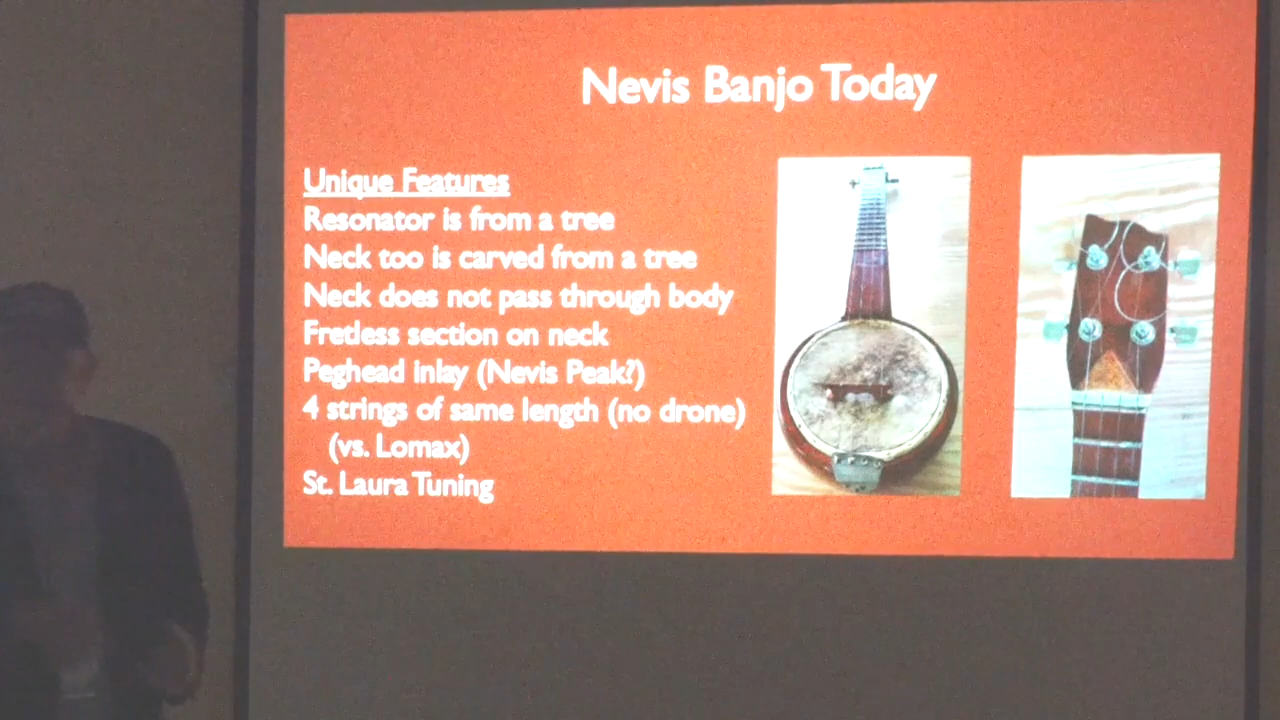 Nevis Banjo Today
Unique Features
Resonator is from a tree
Neck too is carved from a tree
Neck does not pass through body
Fretless section on neck
Peghead inlay (Nevis Peak?)
4 strings of same length (no drone)
(vs. Lomax)
St. Laura Tuning